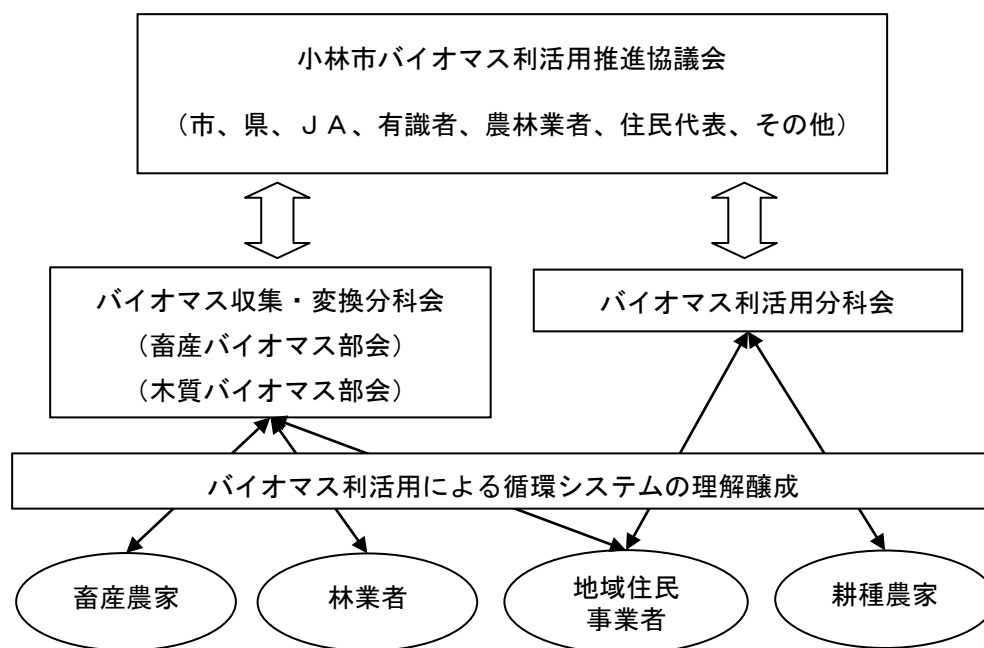 小林市バイオマス利活用推進協議会
（市、県、ＪＡ、有識者、農林業者、住民代表、その他）
バイオマス収集・変換分科会
（畜産バイオマス部会）
（木質バイオマス部会）
バイオマス利活用分科会
バイオマス利活用による循環システムの理解醸成
畜産農家
林業者
地域住民
事業者
耕種農家